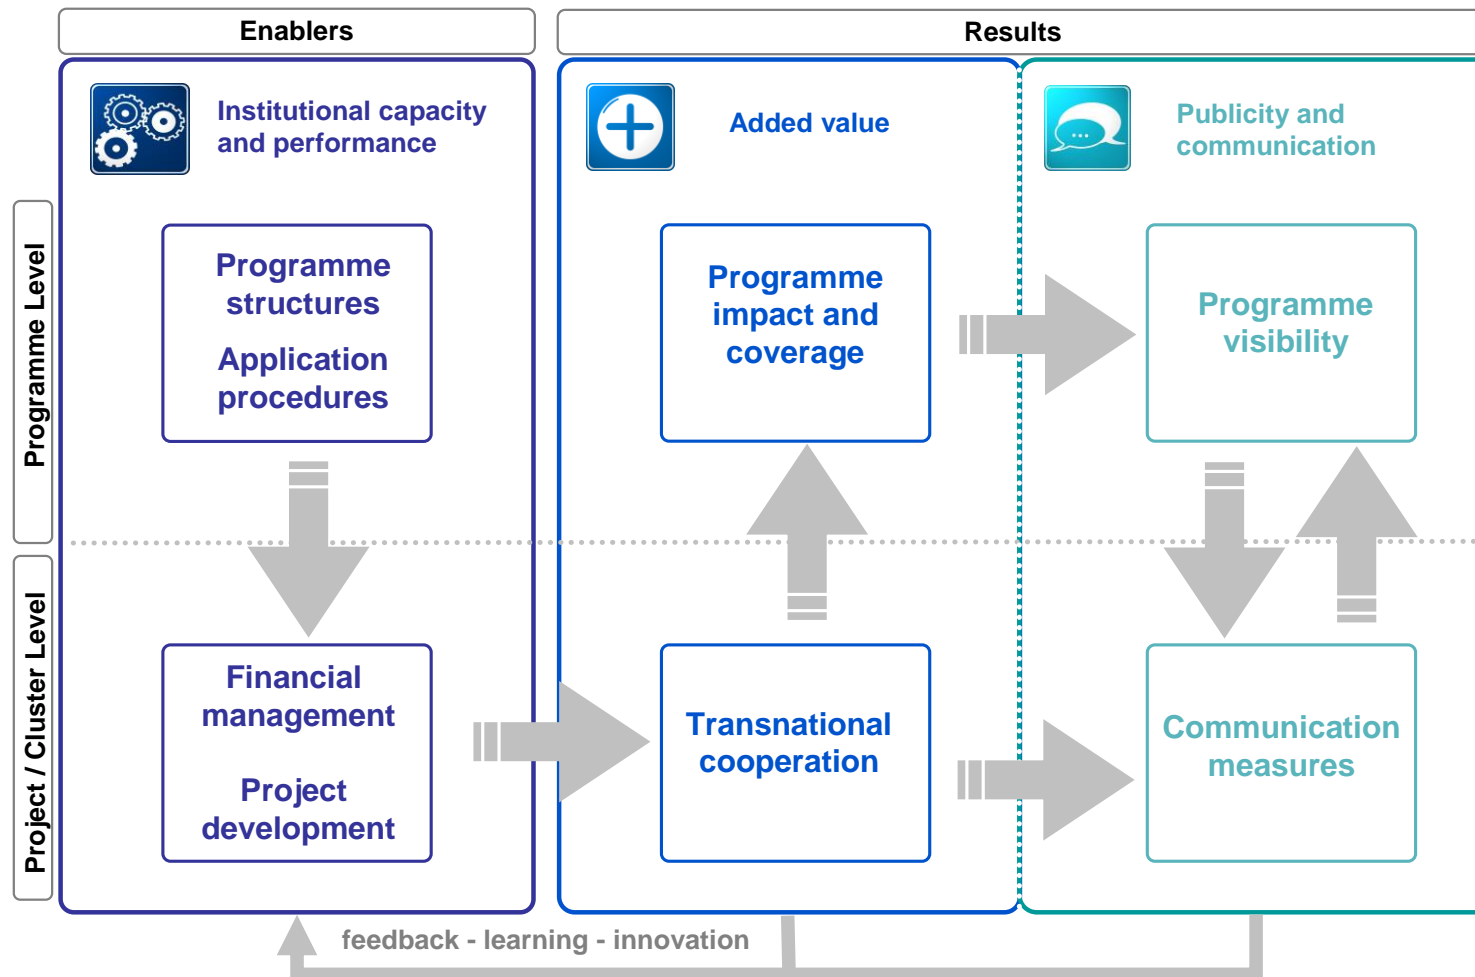 Enablers
Results
Institutional capacity
and performance
Added value
Publicity and
communication
Programme Level
Programme
structures
Application
procedures
Programme
impact and
coverage
Programme
visibility
Project / Cluster Level
Financial
management
Project
development
Transnational
cooperation
Communication
measures
feedback - learning - innovation